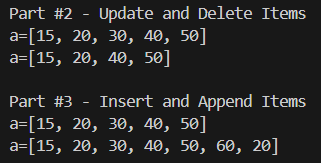 Part #2 - Update and Delete Items
a=[15, 20, 30, 40, 50]
a=[15, 20, 40, 50]
Part #3 - Insert and Append Items
a=[15, 20, 30, 40, 50]
a=[15, 20, 30, 40, 50, 60, 20]